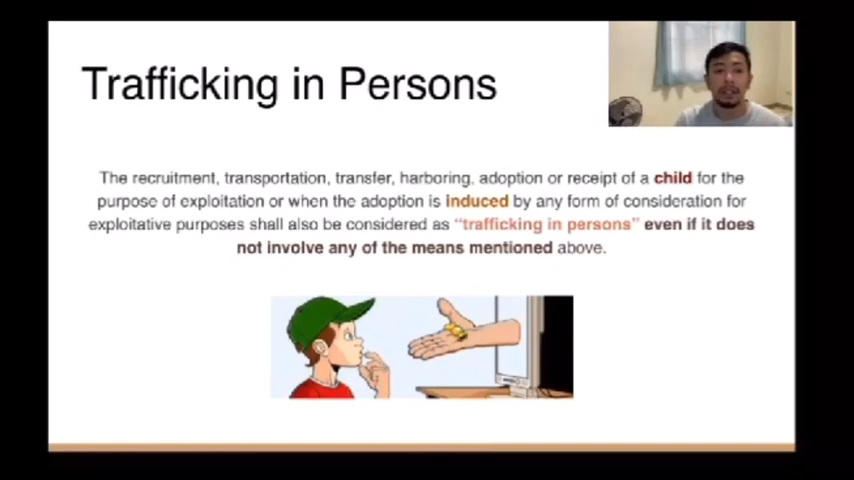 Trafficking in Persons
The recruitment, transportation, transfer, harboring, adoption or receipt of a child for the
purpose of exploitation or when the adoption is induced by any form of consideration for
exploitative purposes shall also be considered as “trafficking in persons” even if it does
not involve any of the means mentioned above.